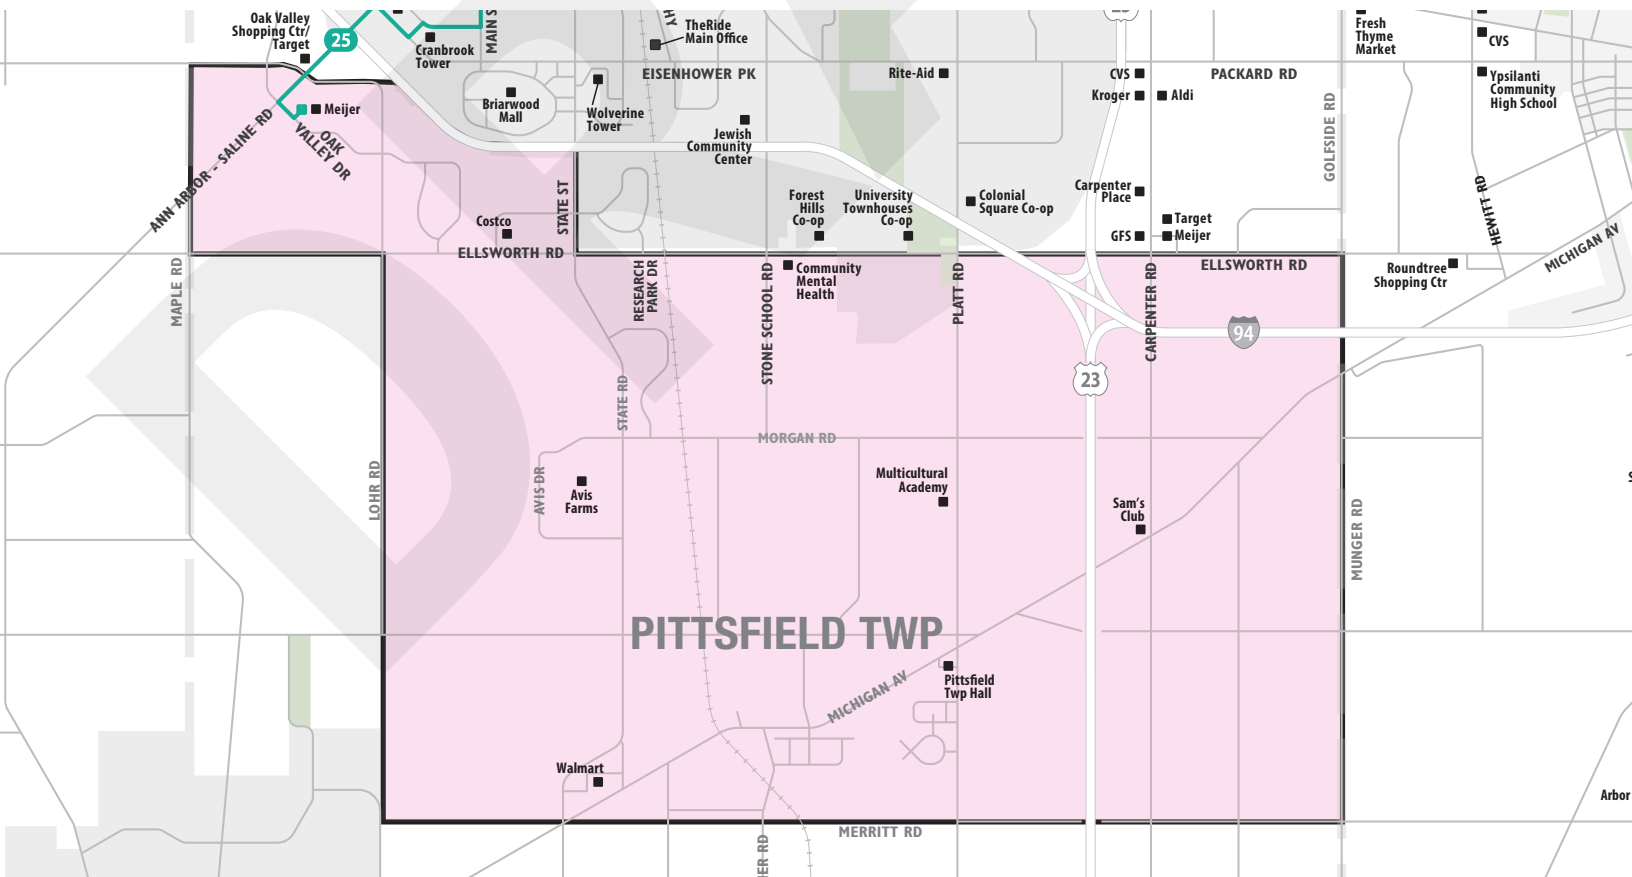 Oak Valley
Shopping Ctr/
Target
25
Cranbrook
Tower
MAIN S
HY
TheRide
Main Office
23
Fresh
Thyme
Market
CVS
EISENHOWER PK
Rite-Aid
CVS
PACKARD RD
Ypsilanti
Community
High School
Kroger
Aldi
Meijer
Briarwood
Mall
Wolverine
Tower
Jewish
Community
Center
GOLFSIDE RD
ANN ARBOR - SALINE RD
OAK
VALLEY DR
STATE ST
Costco
Forest
Hills
Co-op
University
Townhouses
Co-op
Colonial
Square Co-op
Carpenter
Place
Target
GFS
Meijer
HEWITT RD
MICHIGAN AV
ELLSWORTH RD
ELLSWORTH RD
Roundtree
Shopping Ctr
MAPLE RD
RESEARCH
PARK DR
STONE SCHOOL RD
Community
Mental
Health
PLATT RD
CARPENTER RD
94
23
STATE RD
MORGAN RD
LOHR RD
AVIS DR
Avis
Farms
Multicultural
Academy
Sam's
Club
MUNGER RD
S
PITTSFIELD TWP
Pittsfield
Twp Hall
MICHIGAN AV
Walmart
Arbor
MERRITT RD
ER RD